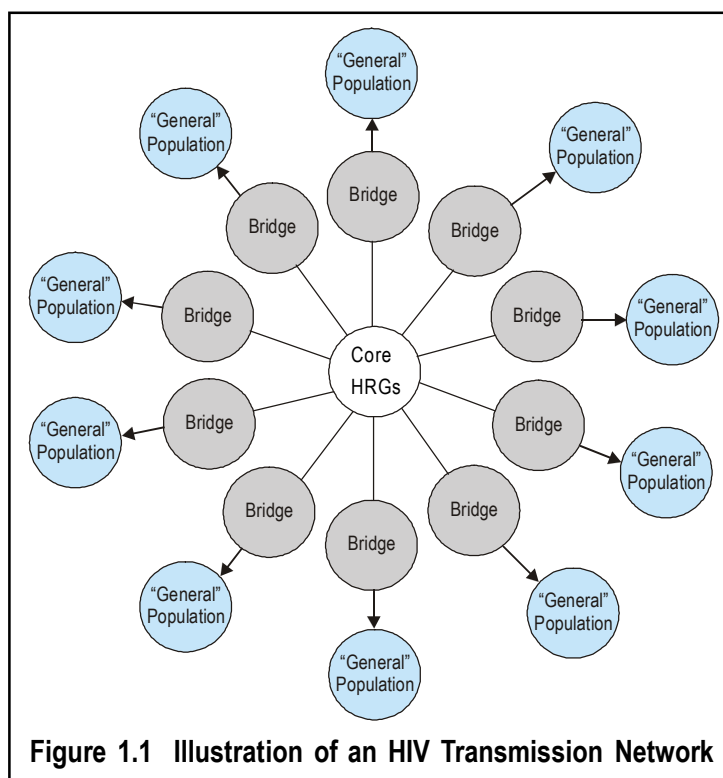 “General”
Population
“General”
Population
“General”
Population
Bridge
Bridge
Bridge
“General”
Population
Bridge
Bridge
“General”
Population
Core
HRGs
“General”
Population
Bridge
Bridge
“General”
Population
Bridge
Bridge
Bridge
“General”
Population
“General”
Population
“General”
Population
Figure 1.1 Illustration of an HIV Transmission Network